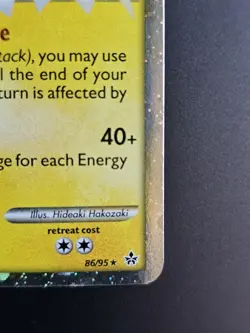 e
tack), you may use
l the end of your
urn is affected by
40+
ge for each Energy
Illus. Hideaki Hakozaki
retreat cost
86/95 ★